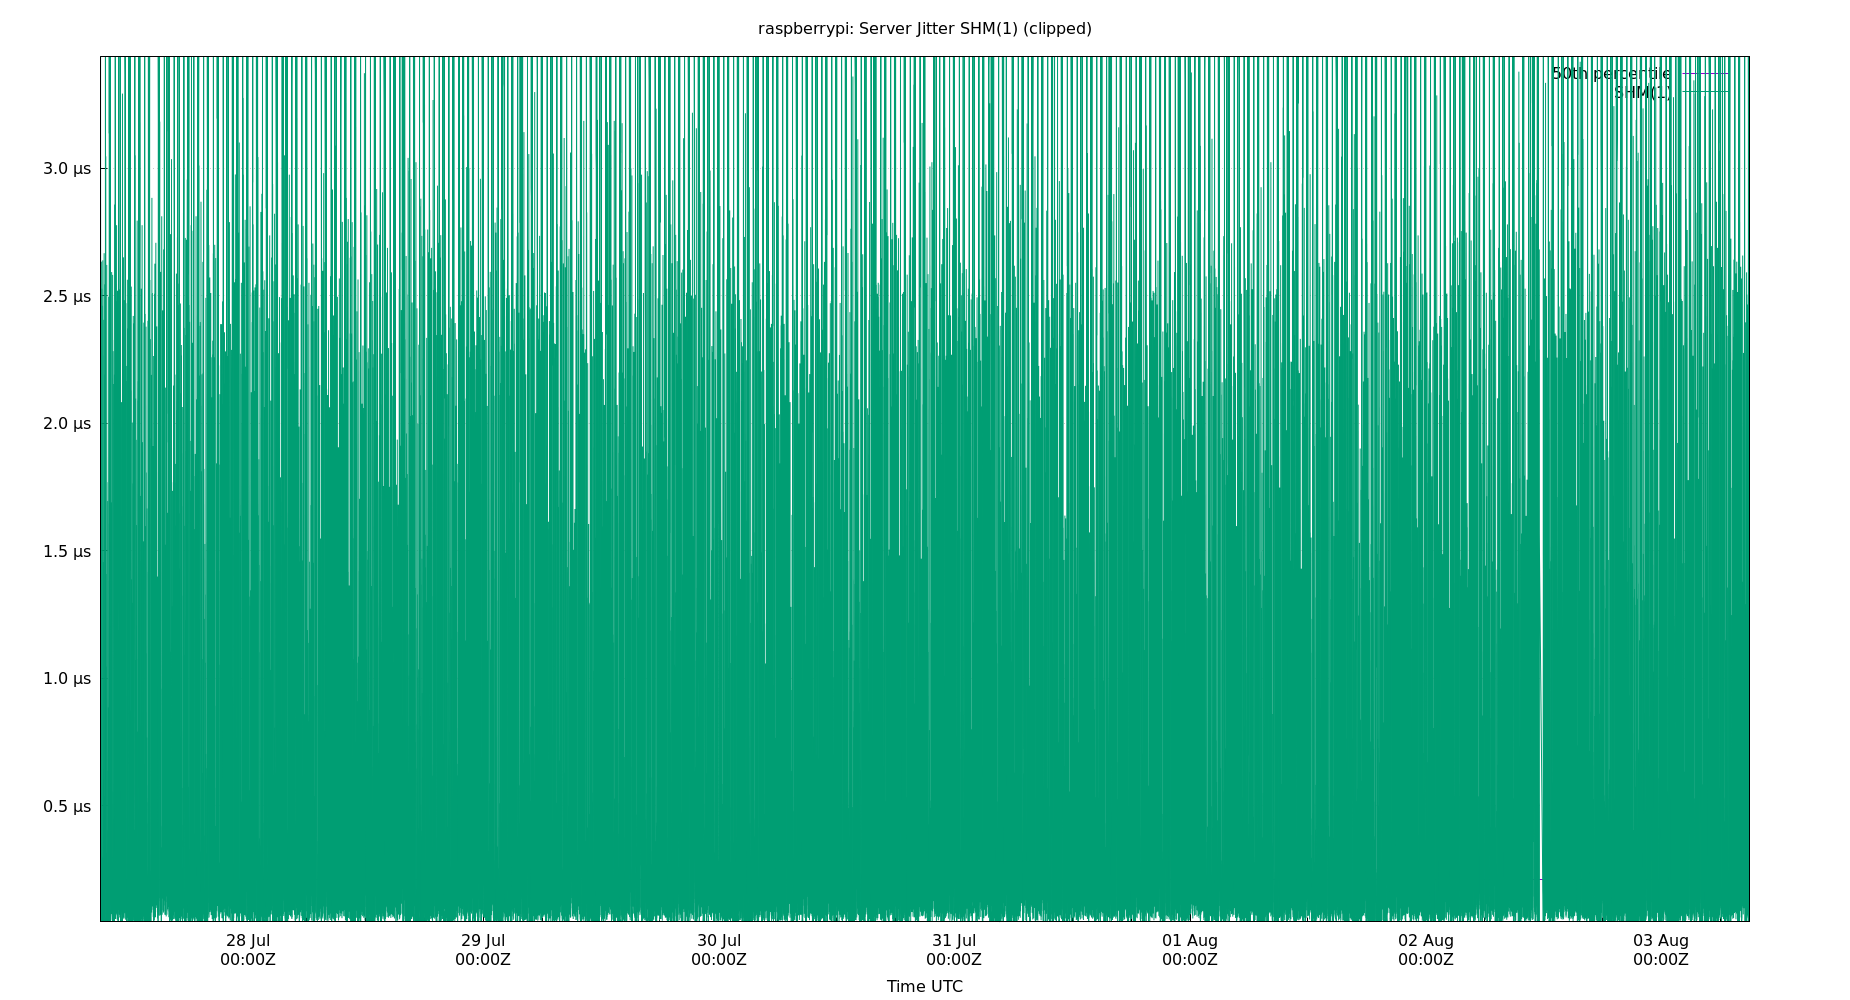 raspberrypi: Server Jitter SHM(1) (clipped)
50th percentile
SHM(1)
3.0 µs
2.5 µs
2.0 µs
1.5 µs
1.0 µs
0.5 µs
28 Jul 29 Jul 30 Jul 31 Jul 01 Aug 02 Aug 03 Aug
00:00Z 00:00Z 00:00Z 00:00Z 00:00Z 00:00Z 00:00Z
Time UTC